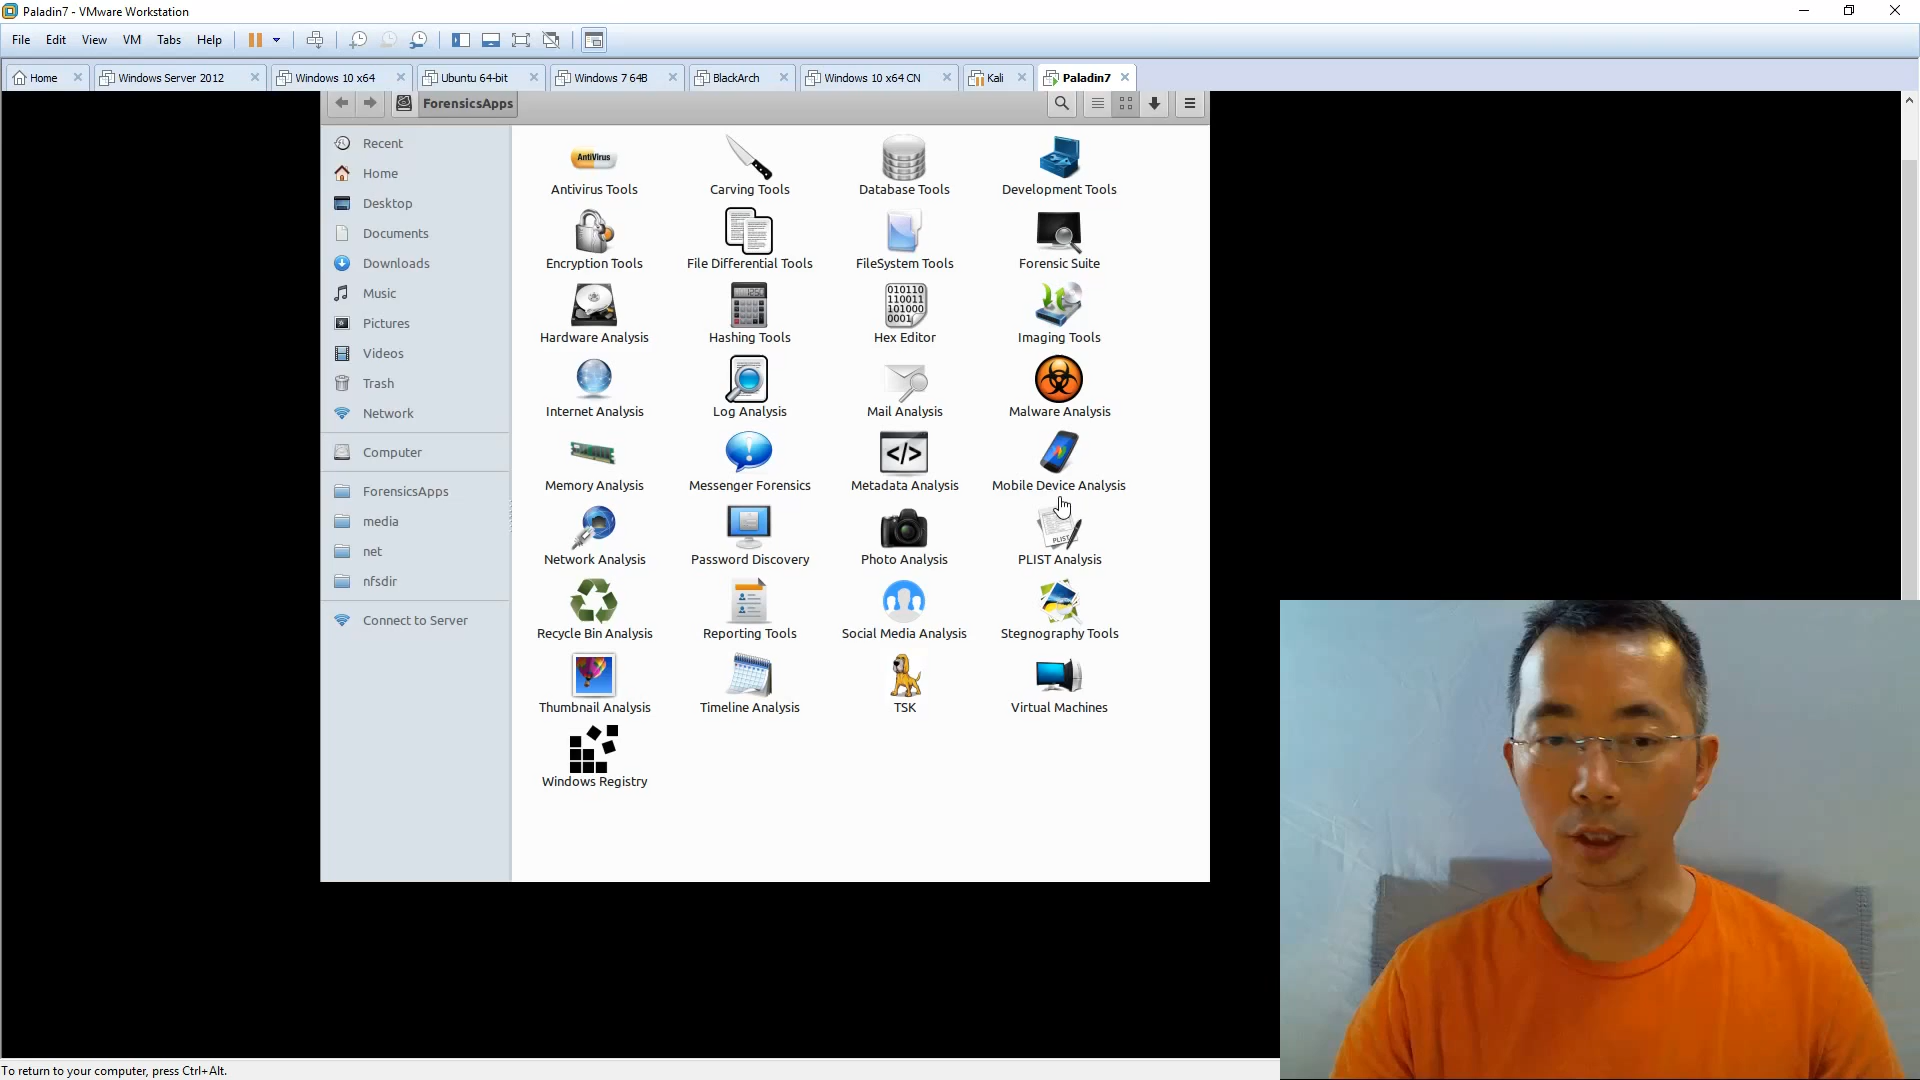 Paladin7 - VMware Workstation
File Edit View VM Tabs Help
Home Windows Server 2012 Windows 10 x64 Ubuntu 64-bit Windows 7 64B BlackArch Windows 10 x64 CN Kali Paladin7
ForensicsApps
Recent
Home
Desktop
Documents
Downloads
Music
Pictures
Videos
Trash
Network
Computer
ForensicsApps
media
net
nfsdir
Connect to Server
AntiVirus
Antivirus Tools Carving Tools Database Tools Development Tools
Encryption Tools File Differential Tools FileSystem Tools Forensic Suite
010110
110011
101000
0001
Hardware Analysis Hashing Tools Hex Editor Imaging Tools
Internet Analysis Log Analysis Mail Analysis Malware Analysis
</>
Memory Analysis Messenger Forensics Metadata Analysis Mobile Device Analysis
PLIST
Network Analysis Password Discovery Photo Analysis PLIST Analysis
Recycle Bin Analysis Reporting Tools Social Media Analysis Stegnography Tools
Thumbnail Analysis Timeline Analysis TSK Virtual Machines
Windows Registry
To return to your computer, press Ctrl+Alt.